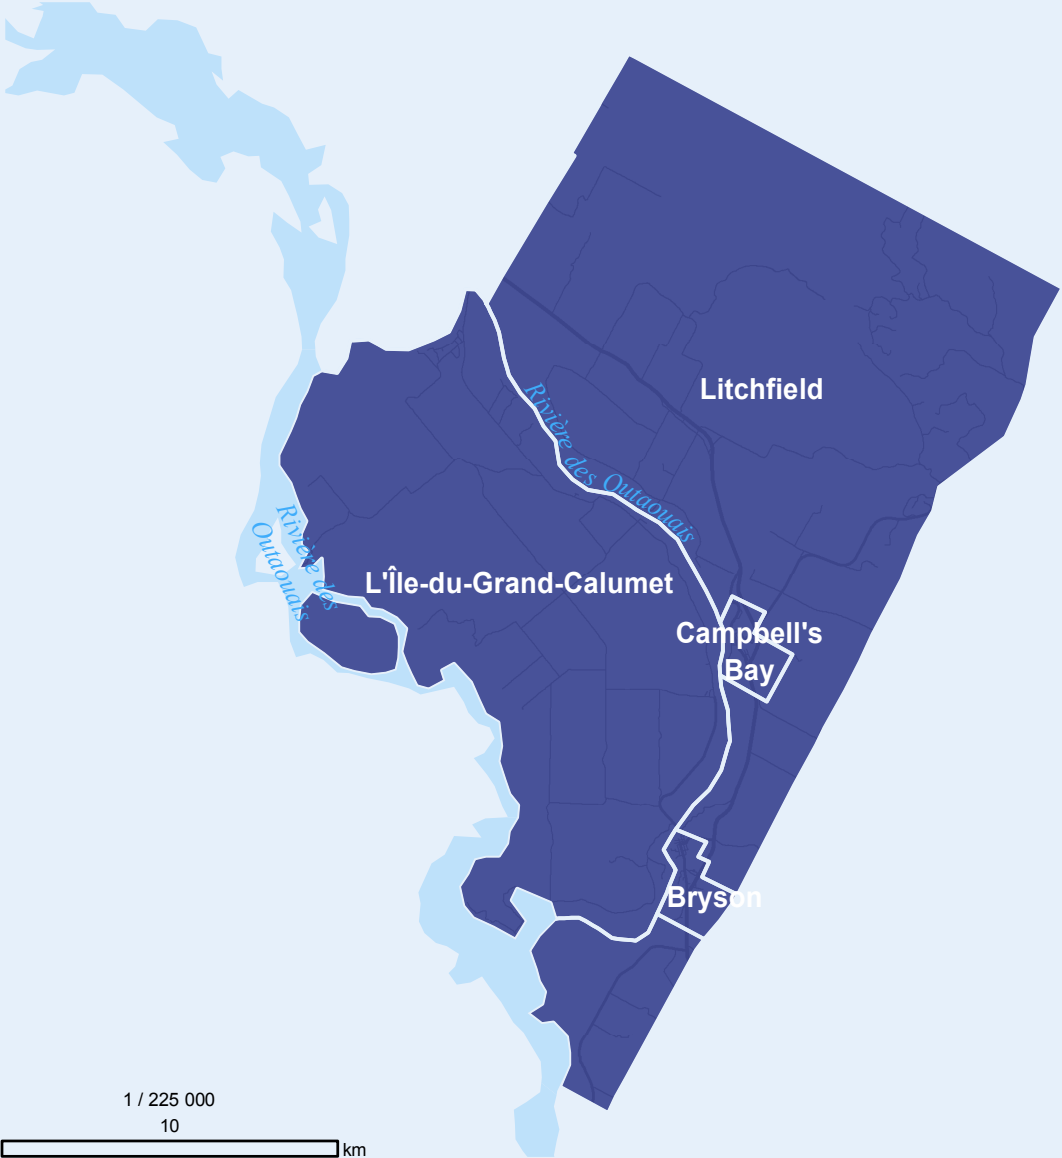 Litchfield
Rivière des Outaouais
Rivière des
Outaouais
L'Île-du-Grand-Calumet
Campbell's
Bay
Bryson
1 / 225 000
10
km